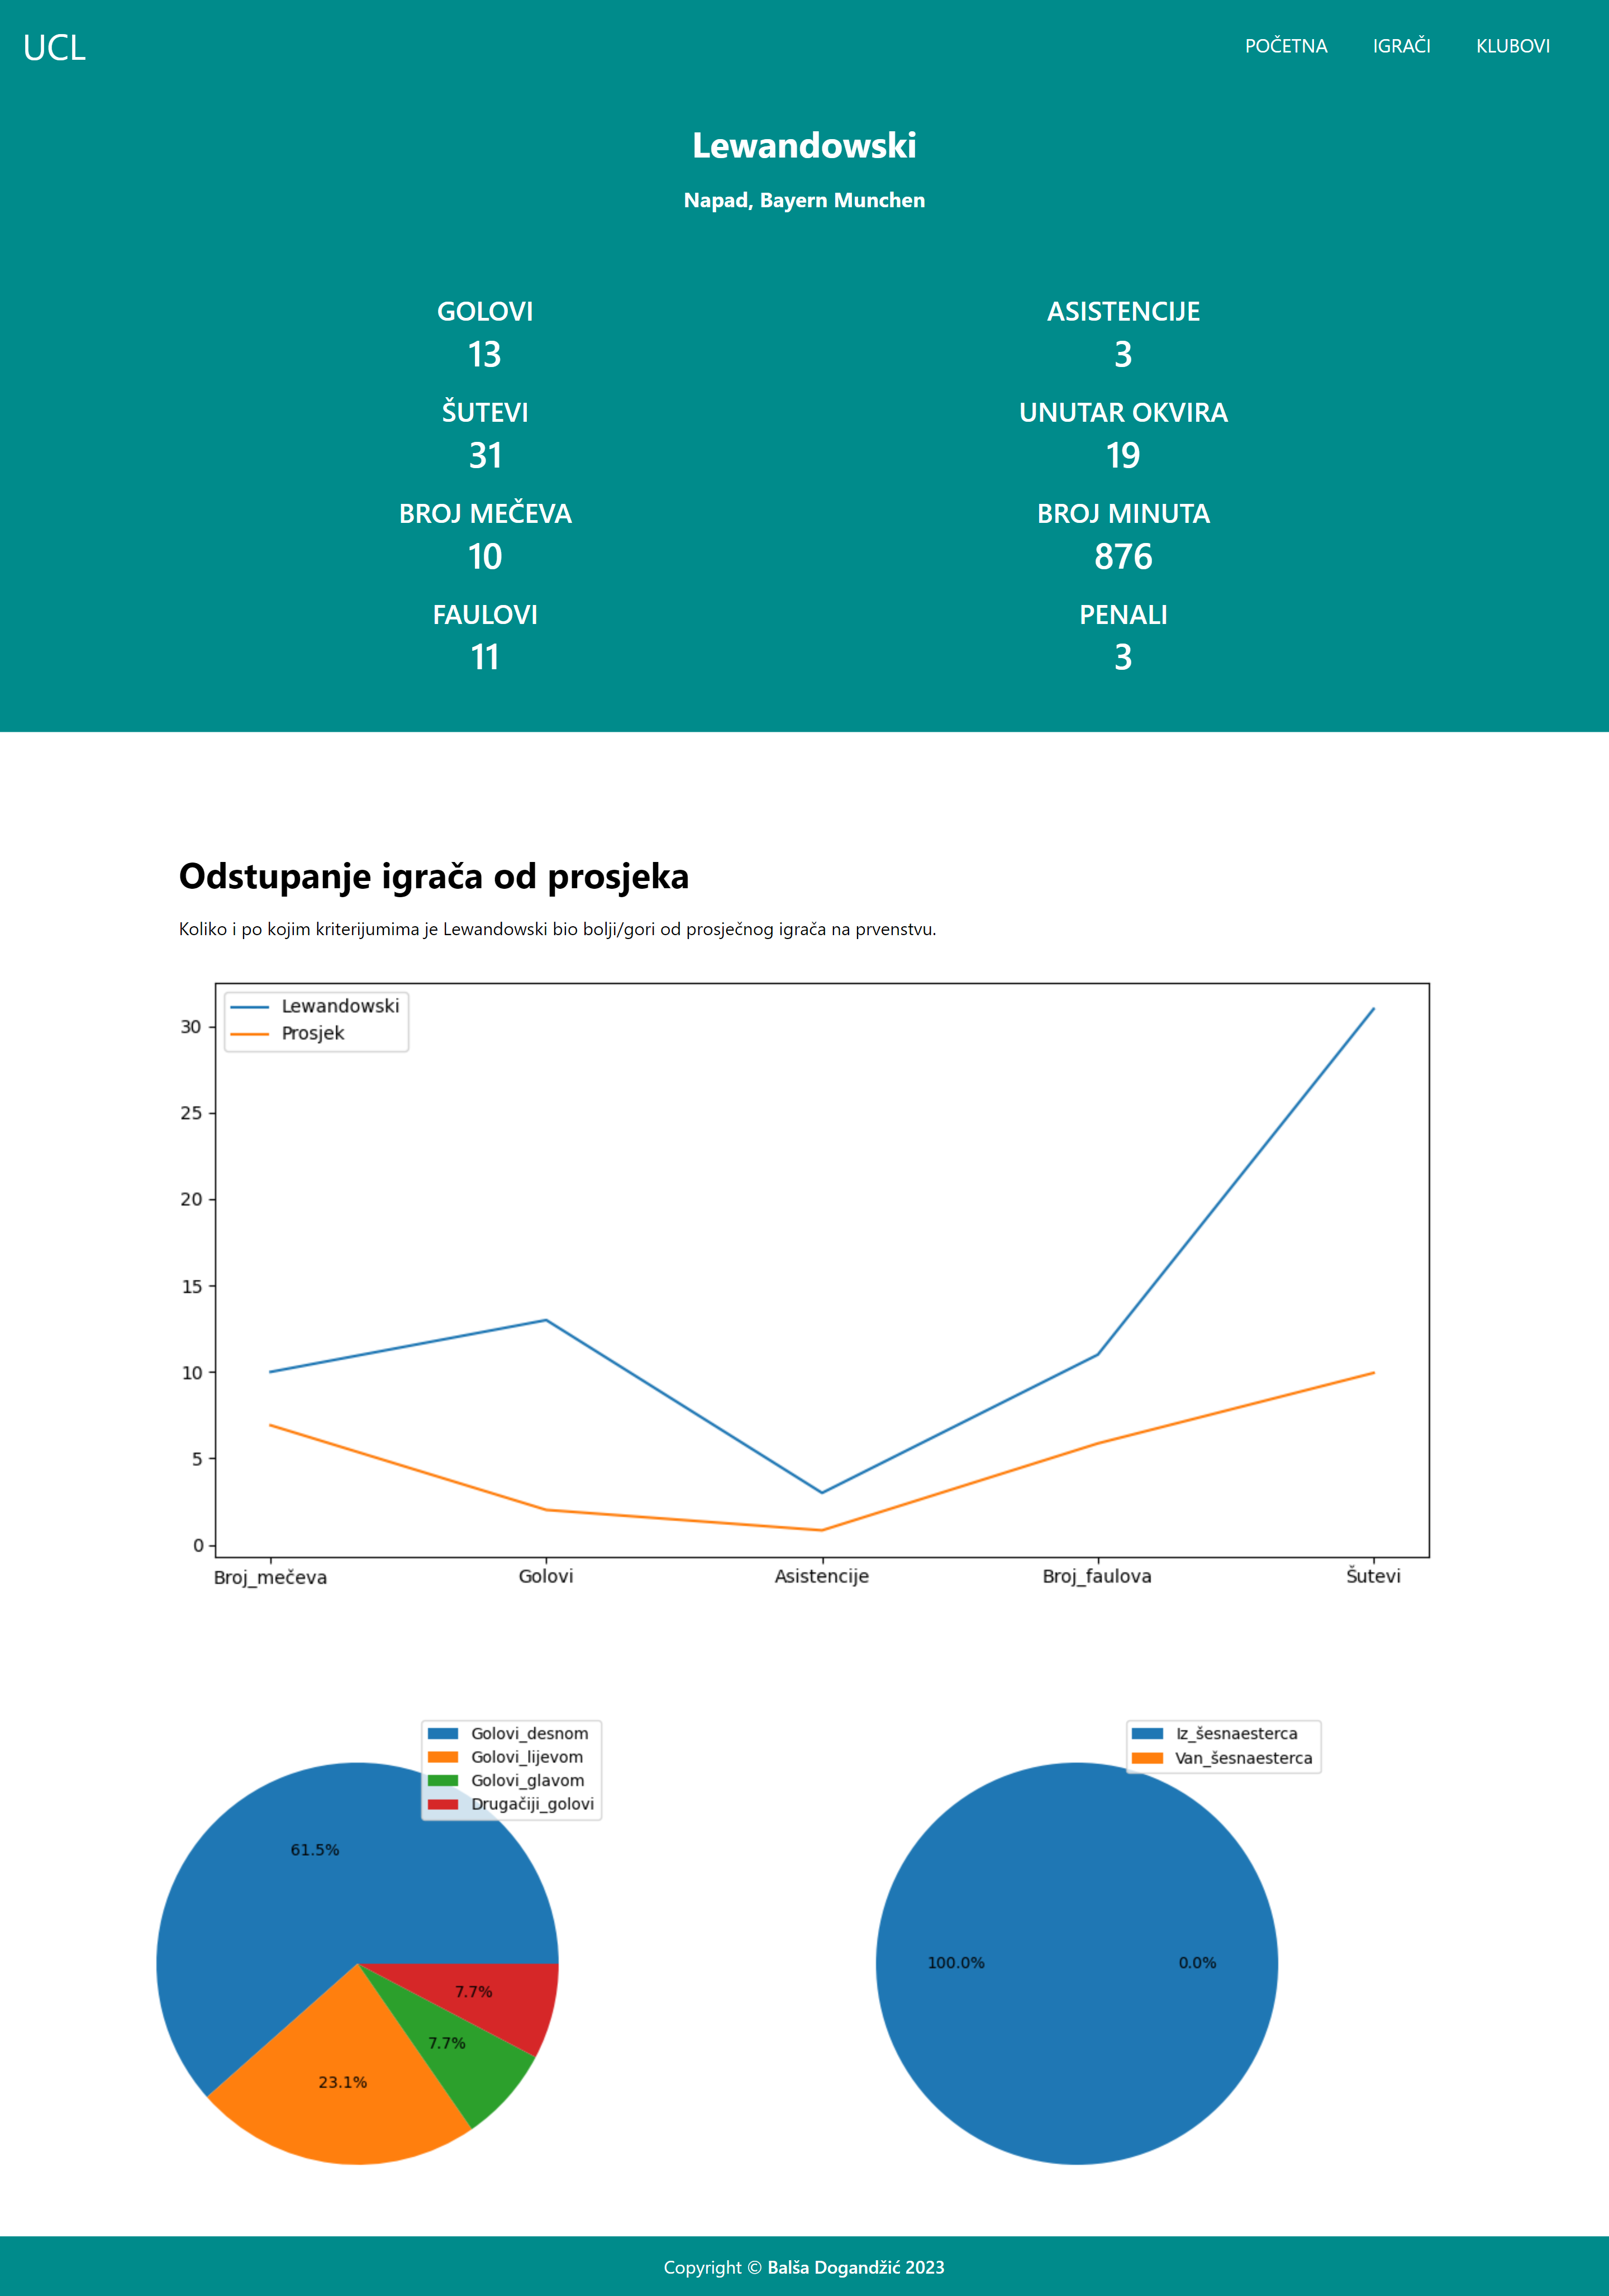 UCL
POČETNA IGRAČI KLUBOVI
Lewandowski
Napad, Bayern Munchen
GOLOVI ASISTENCIJE
13 3
ŠUTEVI UNUTAR OKVIRA
31 19
BROJ MEČEVA BROJ MINUTA
10 876
FAULOVI PENALI
11 3
Odstupanje igrača od prosjeka
Koliko i po kojim kriterijumima je Lewandowski bio bolji/gori od prosječnog igrača na prvenstvu.
Lewandowski
Prosjek
30
25
20
15
10
5
0
Broj_mečeva Golovi Asistencije Broj_faulova Šutevi
Golovi_desnom
Golovi_lijevom
Golovi_glavom
Drugačiji_golovi
61.5%
7.7%
7.7%
23.1%
Iz_šesnaesterca
Van_šesnaesterca
100.0% 0.0%
Copyright © Balša Dogandžić 2023